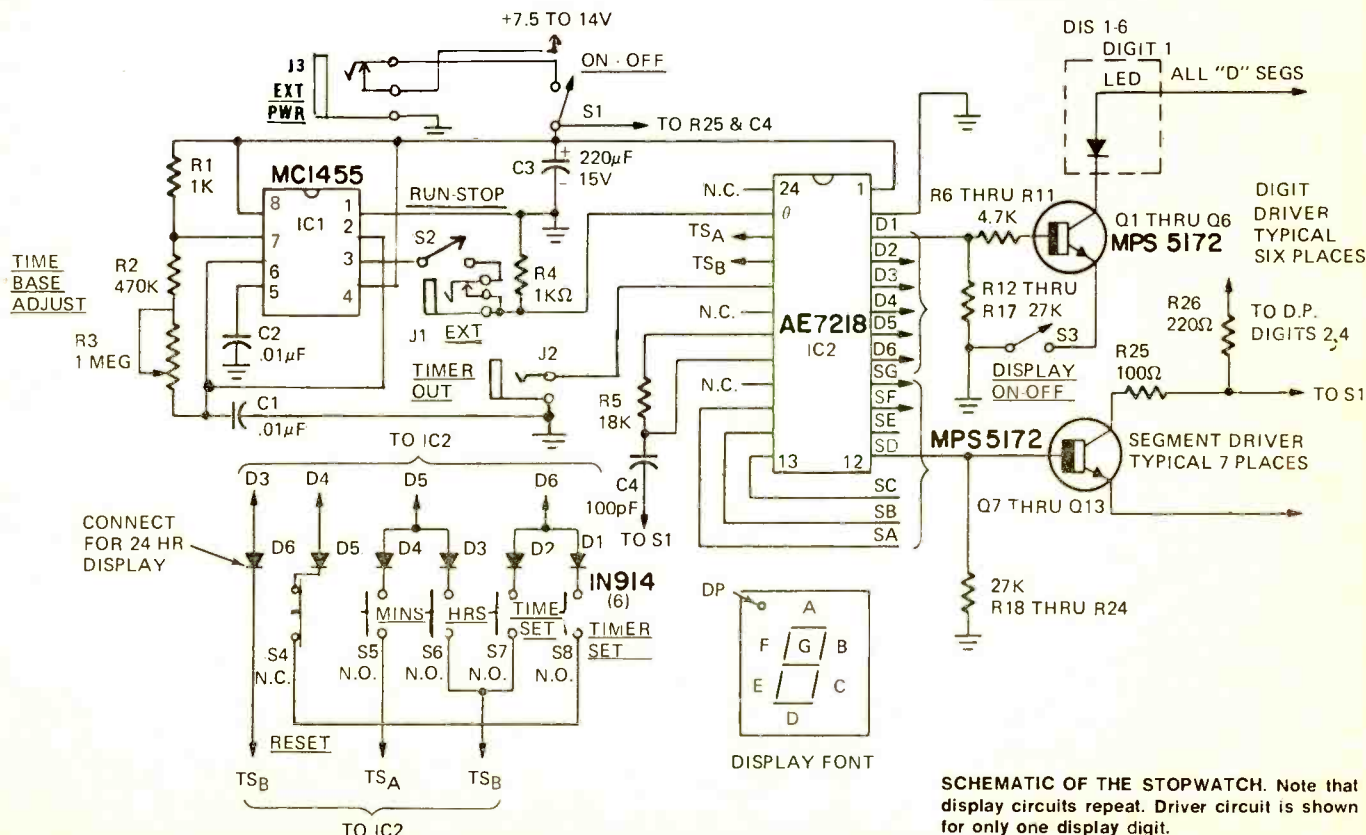 +7.5 TO 14V
J3
EXT
PWR
ON - OFF
S1
TO R25 & C4
DIS 1-6
DIGIT 1
LED
ALL "D" SEGS
R1
1K
MC1455
IC1
8
7
6
5
1
2
3
4
C3
+
220µF
15V
−
RUN-STOP
S2
R4
1KΩ
J1
EXT
TIME
BASE
ADJUST
R2
470K
R3
1 MEG
C2
.01µF
C1
.01µF
TIMER
OUT
J2
N.C.
24
1
θ
TSA
TSB
N.C.
AE7218
IC2
N.C.
13
12
D1
D2
D3
D4
D5
D6
SG
SF
SE
SD
SC
SB
SA
R5
18K
C4
100pF
TO S1
R6 THRU R11
4.7K
Q1 THRU Q6
MPS 5172
DIGIT
DRIVER
TYPICAL
SIX PLACES
R12 THRU
R17 27K
S3
DISPLAY
ON-OFF
R26
220Ω
TO D.P.
DIGITS 2,4
R25
100Ω
TO S1
MPS5172
SEGMENT DRIVER
TYPICAL 7 PLACES
Q7 THRU Q13
27K
R18 THRU R24
TO IC2
D3
D4
D5
D6
CONNECT
FOR 24 HR
DISPLAY
D6
D5
D4
D3
D2
D1
IN914
(6)
MINS
HRS
TIME
SET
TIMER
SET
S4
N.C.
S5
N.O.
S6
N.O.
S7
N.O.
S8
N.O.
RESET
TSB
TSA
TSB
TO IC2
DP
A
F
G
B
E
C
D
DISPLAY FONT
SCHEMATIC OF THE STOPWATCH. Note that
display circuits repeat. Driver circuit is shown
for only one display digit.